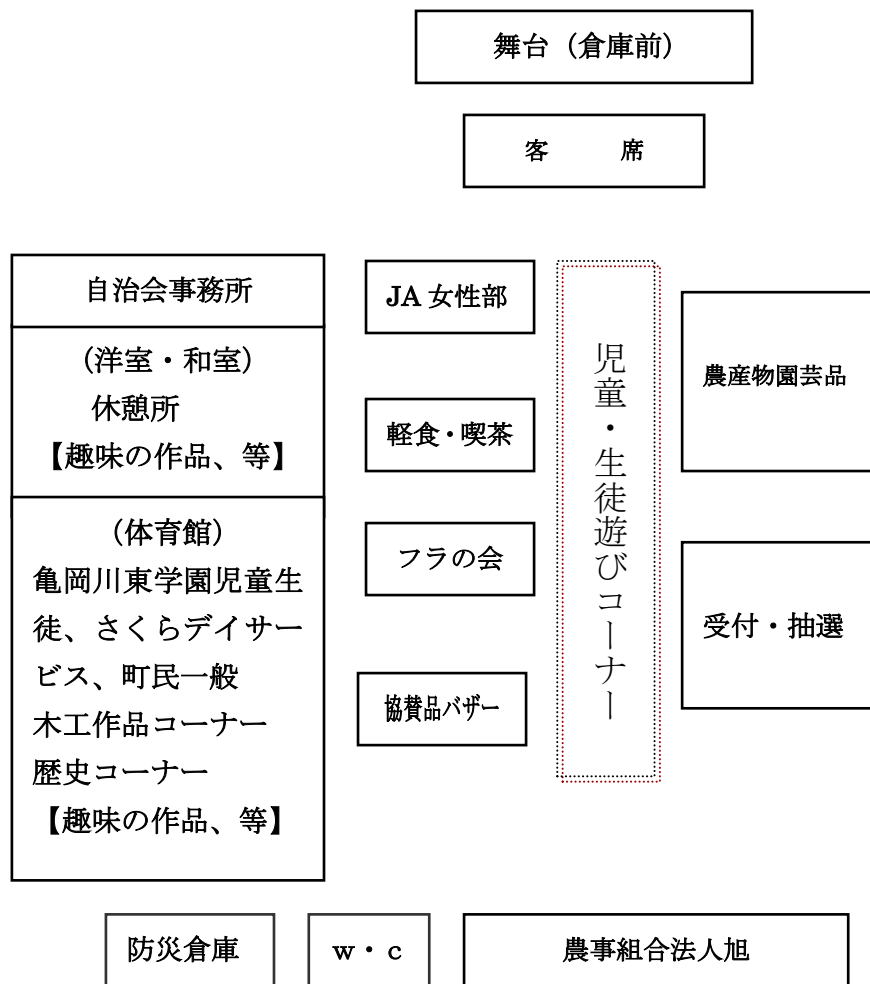 舞台（倉庫前）
客　　席
自治会事務所
（洋室・和室）
休憩所
【趣味の作品、等】
（体育館）
亀岡川東学園児童生
徒、さくらデイサー
ビス、町民一般
木工作品コーナー
歴史コーナー
【趣味の作品、等】
JA 女性部
軽食・喫茶
フラの会
協賛品バザー
児童・生徒遊びコーナー
農産物園芸品
受付・抽選
防災倉庫
w・c
農事組合法人旭